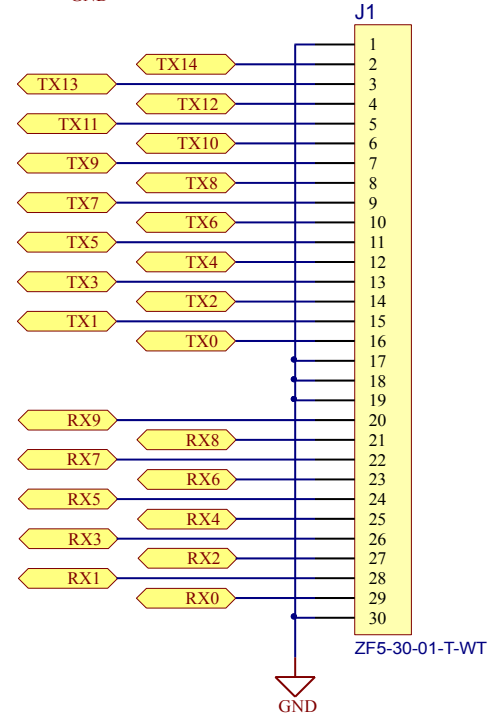 GND
J1
1
TX14 2
TX13 3
TX12 4
TX11 5
TX10 6
TX9 7
TX8 8
TX7 9
TX6 10
TX5 11
TX4 12
TX3 13
TX2 14
TX1 15
TX0 16
17
18
19
RX9 20
RX8 21
RX7 22
RX6 23
RX5 24
RX4 25
RX3 26
RX2 27
RX1 28
RX0 29
30
ZF5-30-01-T-WT
GND